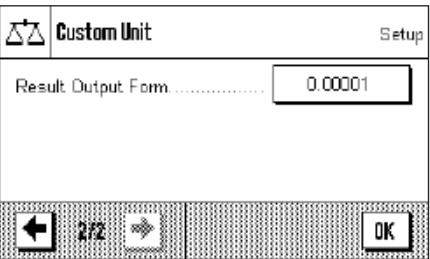 Custom Unit Setup
Result Output Form.................. 0.00001
2/2 OK